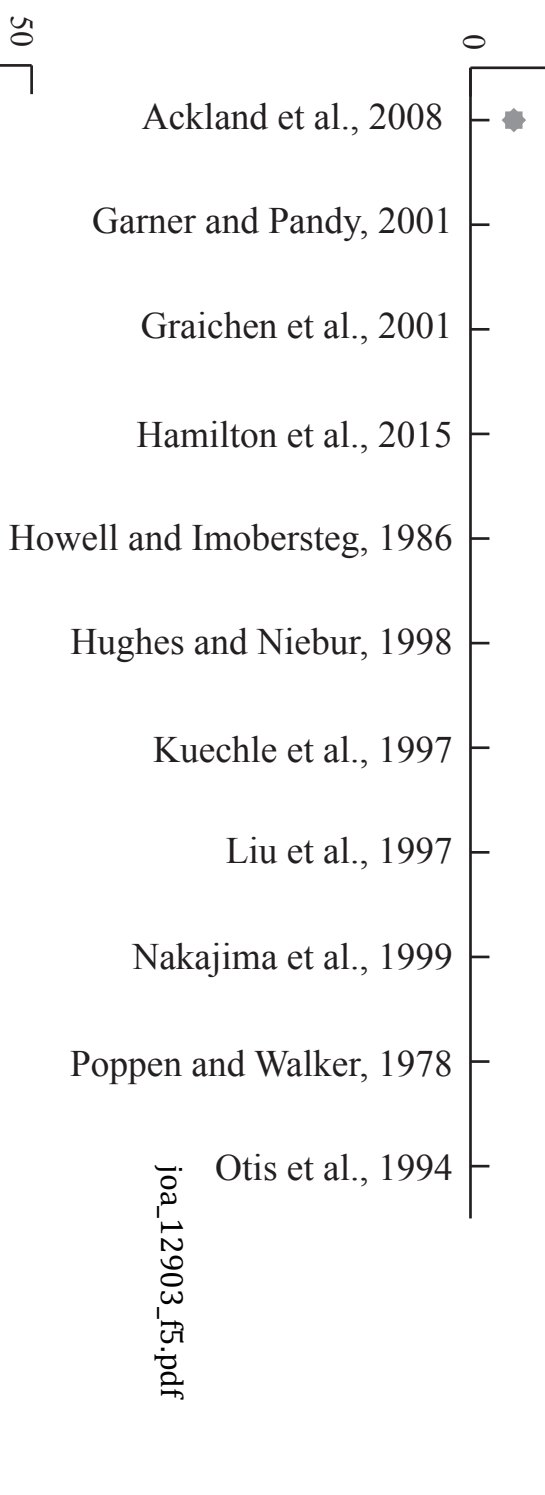 50
0
Ackland et al., 2008
Garner and Pandy, 2001
Graichen et al., 2001
Hamilton et al., 2015
Howell and Imobersteg, 1986
Hughes and Niebur, 1998
Kuechle et al., 1997
Liu et al., 1997
Nakajima et al., 1999
Poppen and Walker, 1978
Otis et al., 1994
joa_12903_f5.pdf